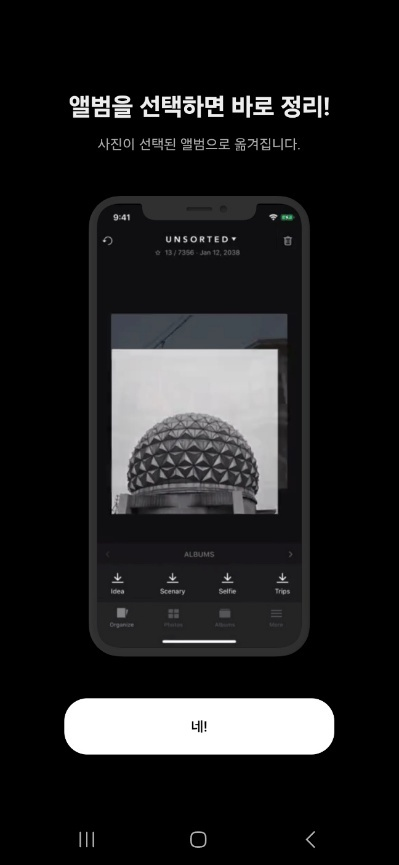 앨범을 선택하면 바로 정리!
사진이 선택된 앨범으로 옮겨집니다.
9:41
UNSORTED
13 / 7356 · Jan 12, 2038
ALBUMS
Idea Scenary Selfie Trips
Organize Photos Albums More
네!